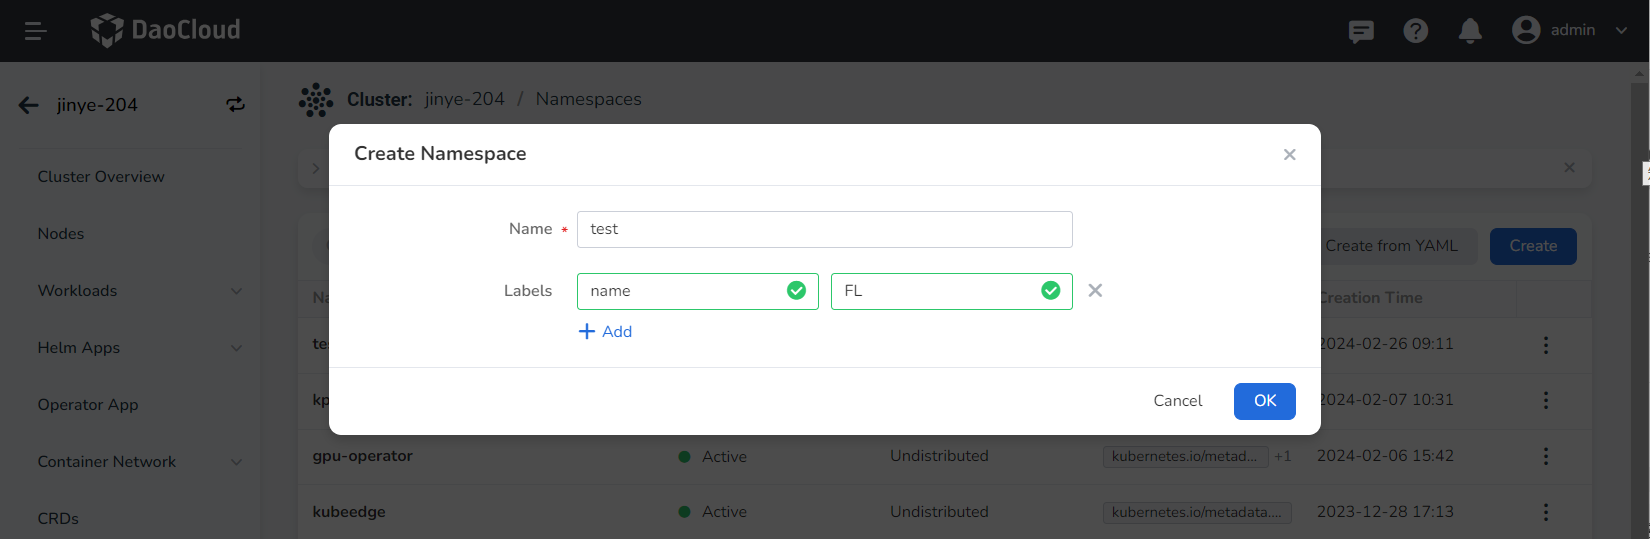 DaoCloud
admin
jinye-204
Cluster: jinye-204 / Namespaces
Create Namespace
Cluster Overview
Name * test
Nodes
Create from YAML
Create
Labels name FL
Workloads
Creation Time
Add
Helm Apps
2024-02-26 09:11
Cancel OK
Operator App
2024-02-07 10:31
Container Network
gpu-operator Active Undistributed kubernetes.io/metad... +1 2024-02-06 15:42
CRDs
kubeedge Active Undistributed kubernetes.io/metadata.... 2023-12-28 17:13